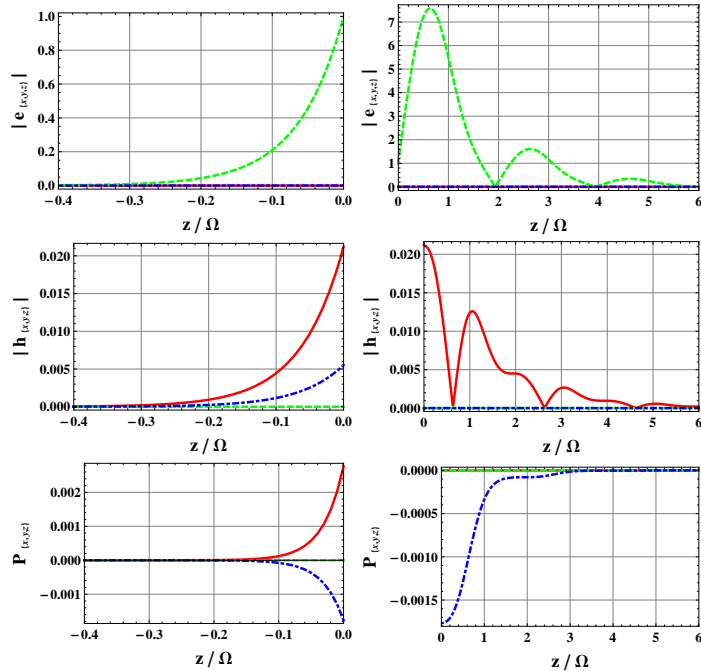 1.0
0.8
0.6
0.4
0.2
0.0
−0.4 −0.3 −0.2 −0.1 0.0
| e {x,y,z} |
z / Ω
7
6
5
4
3
2
1
0
0 1 2 3 4 5 6
| e {x,y,z} |
z / Ω
0.020
0.015
0.010
0.005
0.000
−0.4 −0.3 −0.2 −0.1 0.0
| h {x,y,z} |
z / Ω
0.020
0.015
0.010
0.005
0.000
0 1 2 3 4 5 6
| h {x,y,z} |
z / Ω
0.002
0.001
0.000
−0.001
−0.4 −0.3 −0.2 −0.1 0.0
P {x,y,z}
z / Ω
0.0000
−0.0005
−0.0010
−0.0015
0 1 2 3 4 5 6
P {x,y,z}
z / Ω